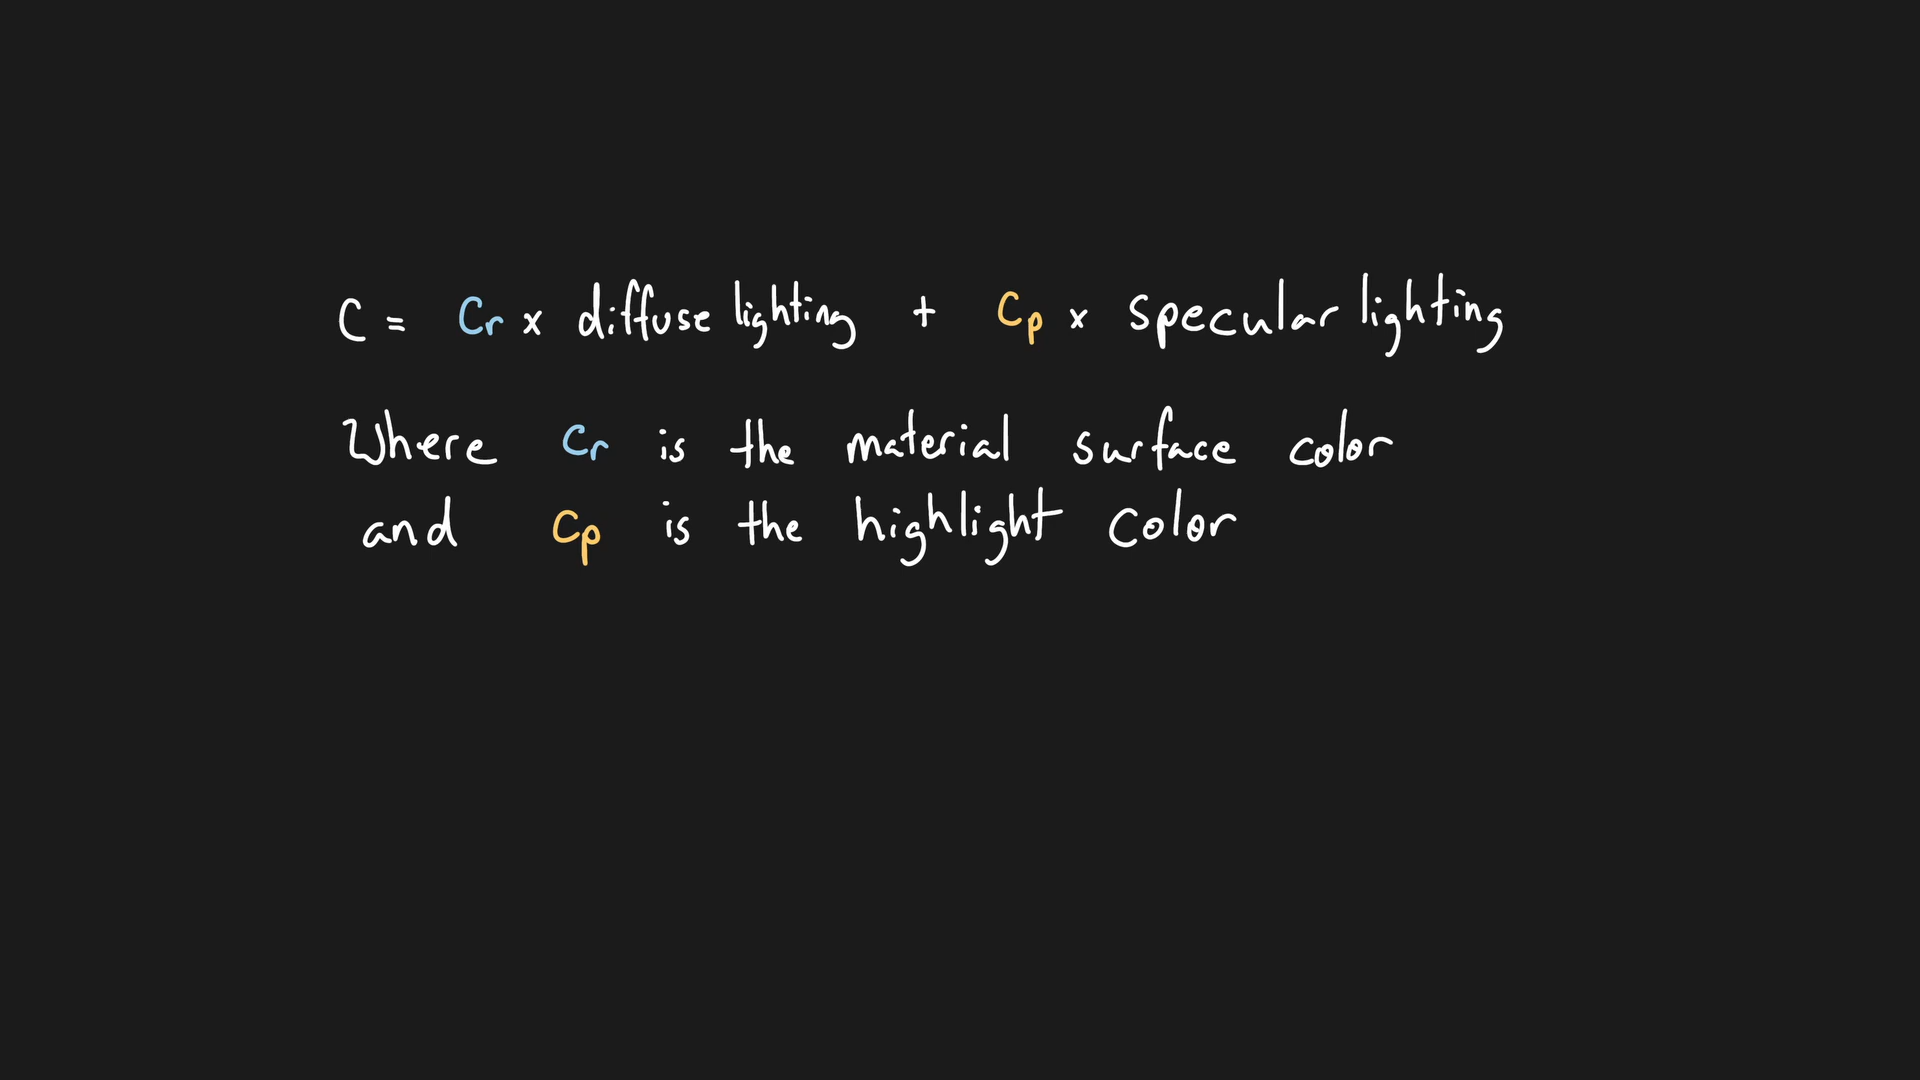 C = Cr x diffuse lighting + Cp x specular lighting
Where Cr is the material surface color
and Cp is the highlight color